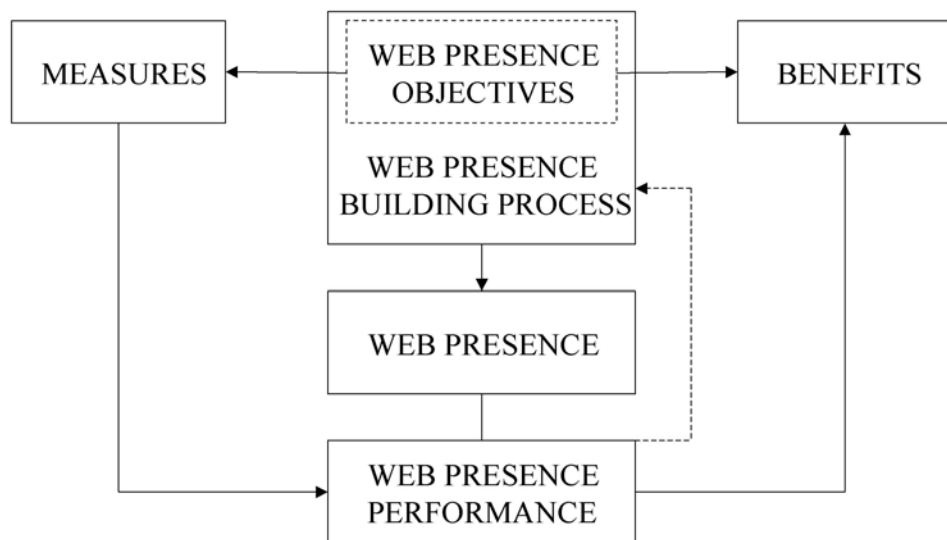 MEASURES
WEB PRESENCE
OBJECTIVES
BENEFITS
WEB PRESENCE
BUILDING PROCESS
WEB PRESENCE
WEB PRESENCE
PERFORMANCE